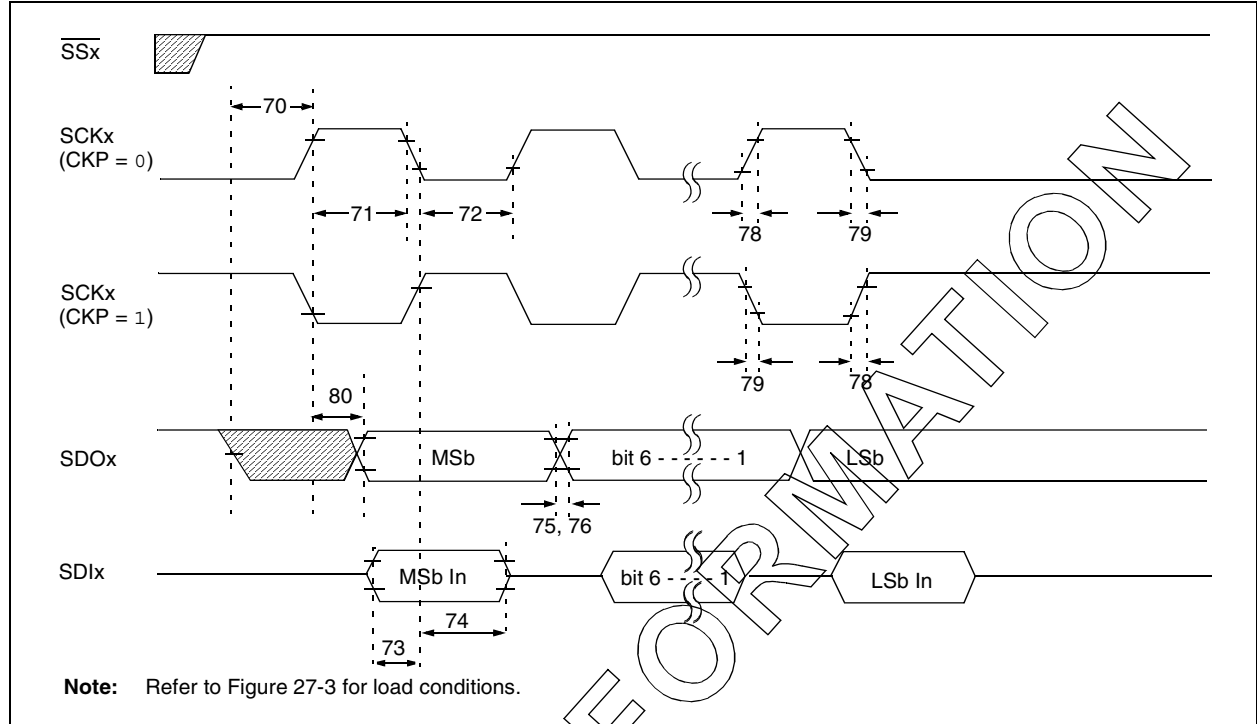 SSx
70
SCKx
(CKP = 0)
71
72
78
79
SCKx
(CKP = 1)
79
78
80
SDOx
MSb
bit 6 - - - - - - 1
LSb
75, 76
SDIx
MSb In
bit 6 - - - - 1
LSb In
74
73
Note: Refer to Figure 27-3 for load conditions.
FORMATION